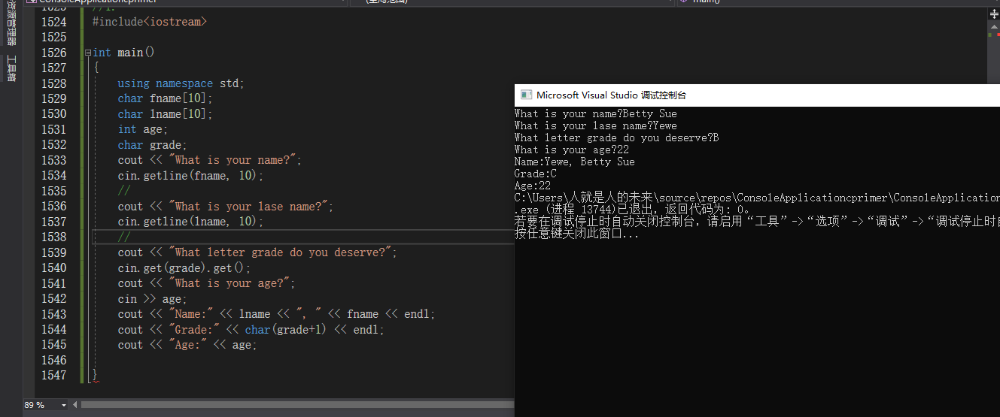 ConsoleApplicationcprimer
(全局范围)
main()
资源管理器
工具箱
1523 //1.
1524 #include<iostream>
1525
1526 int main()
1527 {
1528 using namespace std;
1529 char fname[10];
1530 char lname[10];
1531 int age;
1532 char grade;
1533 cout << "What is your name?";
1534 cin.getline(fname, 10);
1535 //
1536 cout << "What is your lase name?";
1537 cin.getline(lname, 10);
1538 //
1539 cout << "What letter grade do you deserve?";
1540 cin.get(grade).get();
1541 cout << "What is your age?";
1542 cin >> age;
1543 cout << "Name:" << lname << ", " << fname << endl;
1544 cout << "Grade:" << char(grade+1) << endl;
1545 cout << "Age:" << age;
1546
1547 }
89 %
Microsoft Visual Studio 调试控制台
What is your name?Betty Sue
What is your lase name?Yewe
What letter grade do you deserve?B
What is your age?22
Name:Yewe, Betty Sue
Grade:C
Age:22
C:\Users\人就是人的未来\source\repos\ConsoleApplicationcprimer\ConsoleApplication
.exe (进程 13744)已退出，返回代码为: 0。
若要在调试停止时自动关闭控制台，请启用“工具”->“选项”->“调试”->“调试停止时自
按任意键关闭此窗口...